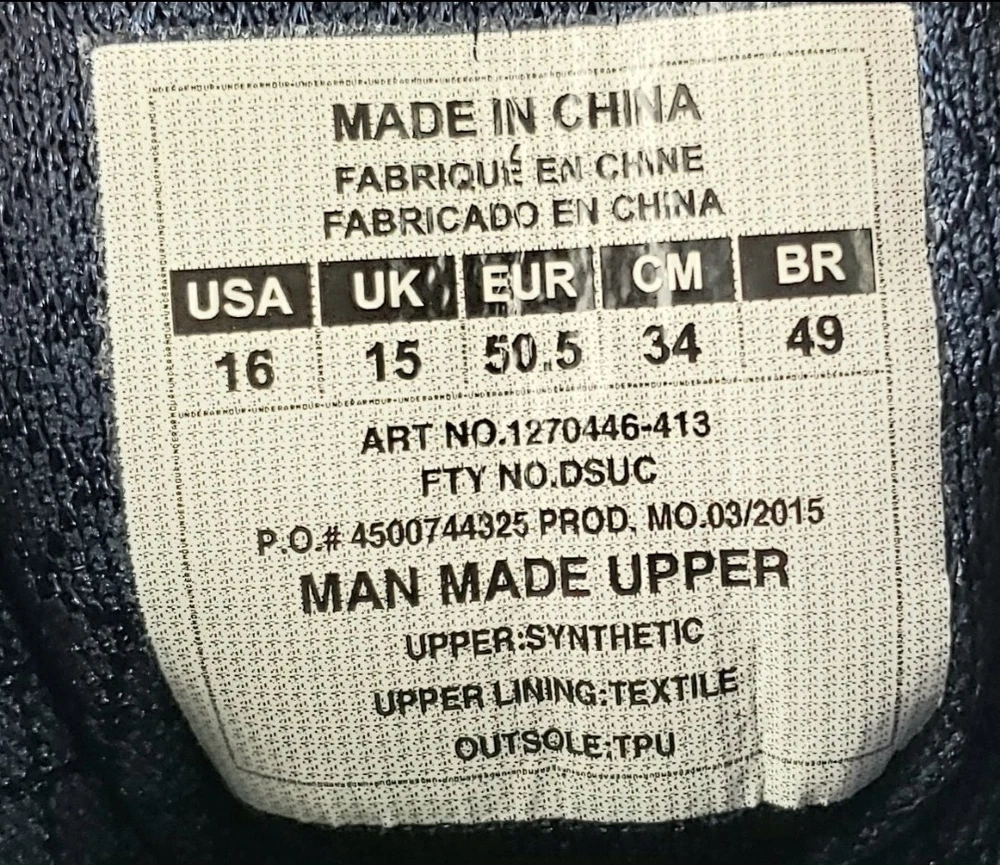 MADE IN CHINA
FABRIQUÉ EN CHINE
FABRICADO EN CHINA
USA UK EUR CM BR
16 15 50.5 34 49
ART NO.1270446-413
FTY NO.DSUC
P.O.# 4500744325 PROD. MO.03/2015
MAN MADE UPPER
UPPER:SYNTHETIC
UPPER LINING:TEXTILE
OUTSOLE:TPU